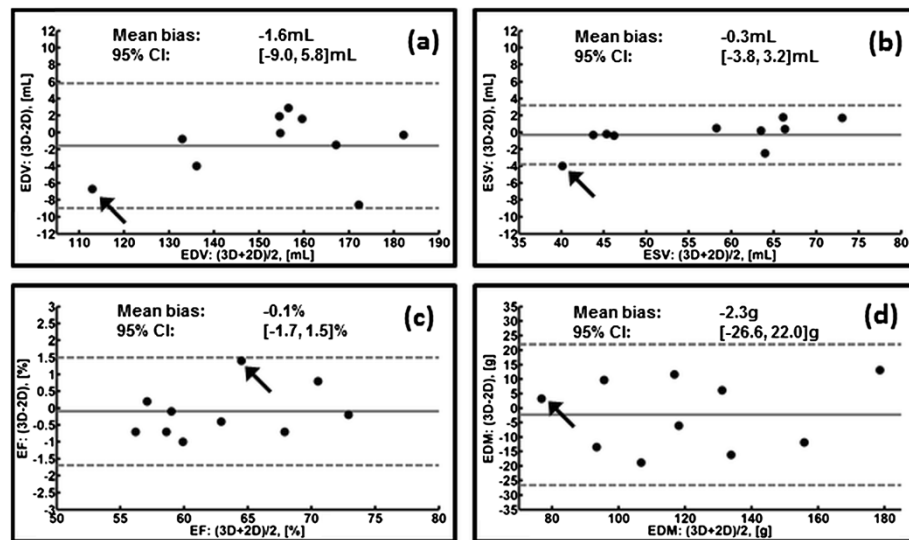 Mean bias: -1.6mL (a)
95% CI: [-9.0, 5.8]mL
EDV: (3D-2D), [mL]
12
10
8
6
4
2
0
-2
-4
-6
-8
-10
-12
110 120 130 140 150 160 170 180 190
EDV: (3D+2D)/2, [mL]
Mean bias: -0.3mL (b)
95% CI: [-3.8, 3.2]mL
ESV: (3D-2D), [mL]
12
10
8
6
4
2
0
-2
-4
-6
-8
-10
-12
35 40 45 50 55 60 65 70 75 80
ESV: (3D+2D)/2, [mL]
Mean bias: -0.1% (c)
95% CI: [-1.7, 1.5]%
EF: (3D-2D), [%]
3
2.5
2
1.5
1
0.5
0
-0.5
-1
-1.5
-2
-2.5
-3
50 55 60 65 70 75 80
EF: (3D+2D)/2, [%]
Mean bias: -2.3g (d)
95% CI: [-26.6, 22.0]g
EDM: (3D-2D), [g]
35
30
25
20
15
10
5
0
-5
-10
-15
-20
-25
-30
-35
80 100 120 140 160 180
EDM: (3D+2D)/2, [g]